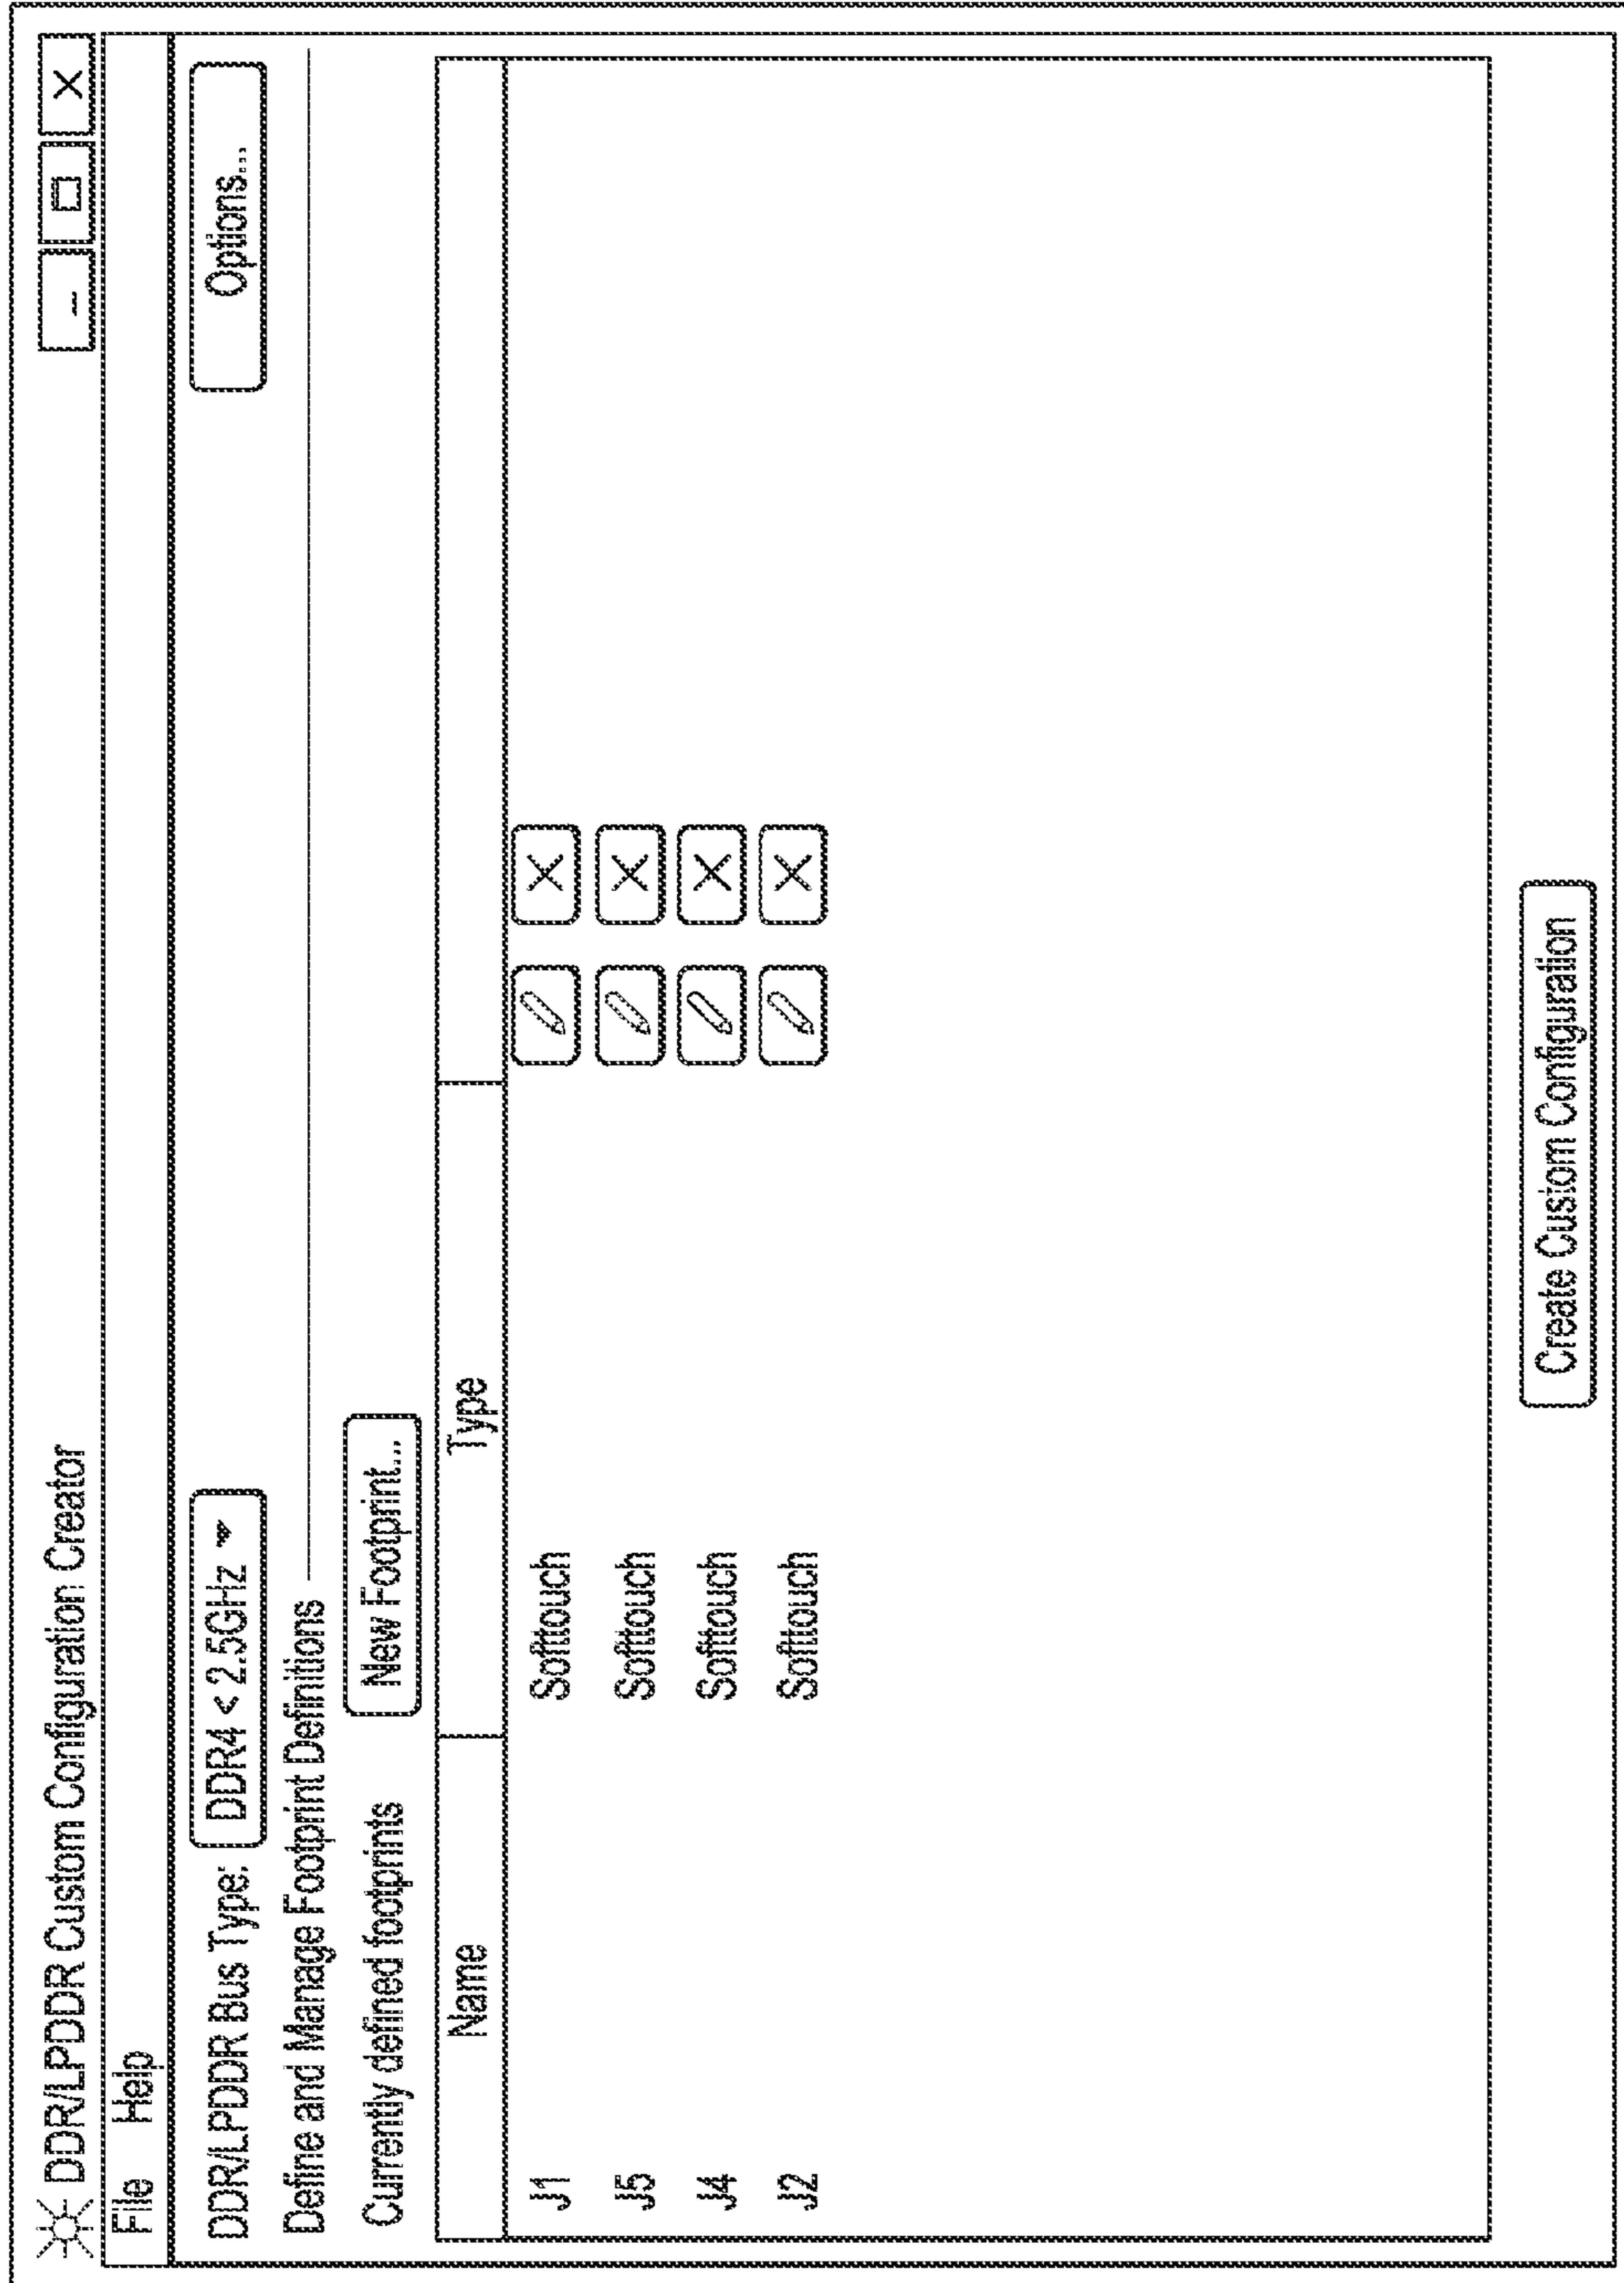 DDR/LPDDR Custom Configuration Creator
File Help
DDR/LPDDR Bus Type: DDR4 < 2.5GHz Options...
Define and Manage Footprint Definitions
Currently defined footprints New Footprint...
Name Type
J1 Softtouch
J5 Softtouch
J4 Softtouch
J2 Softtouch
Create Custom Configuration